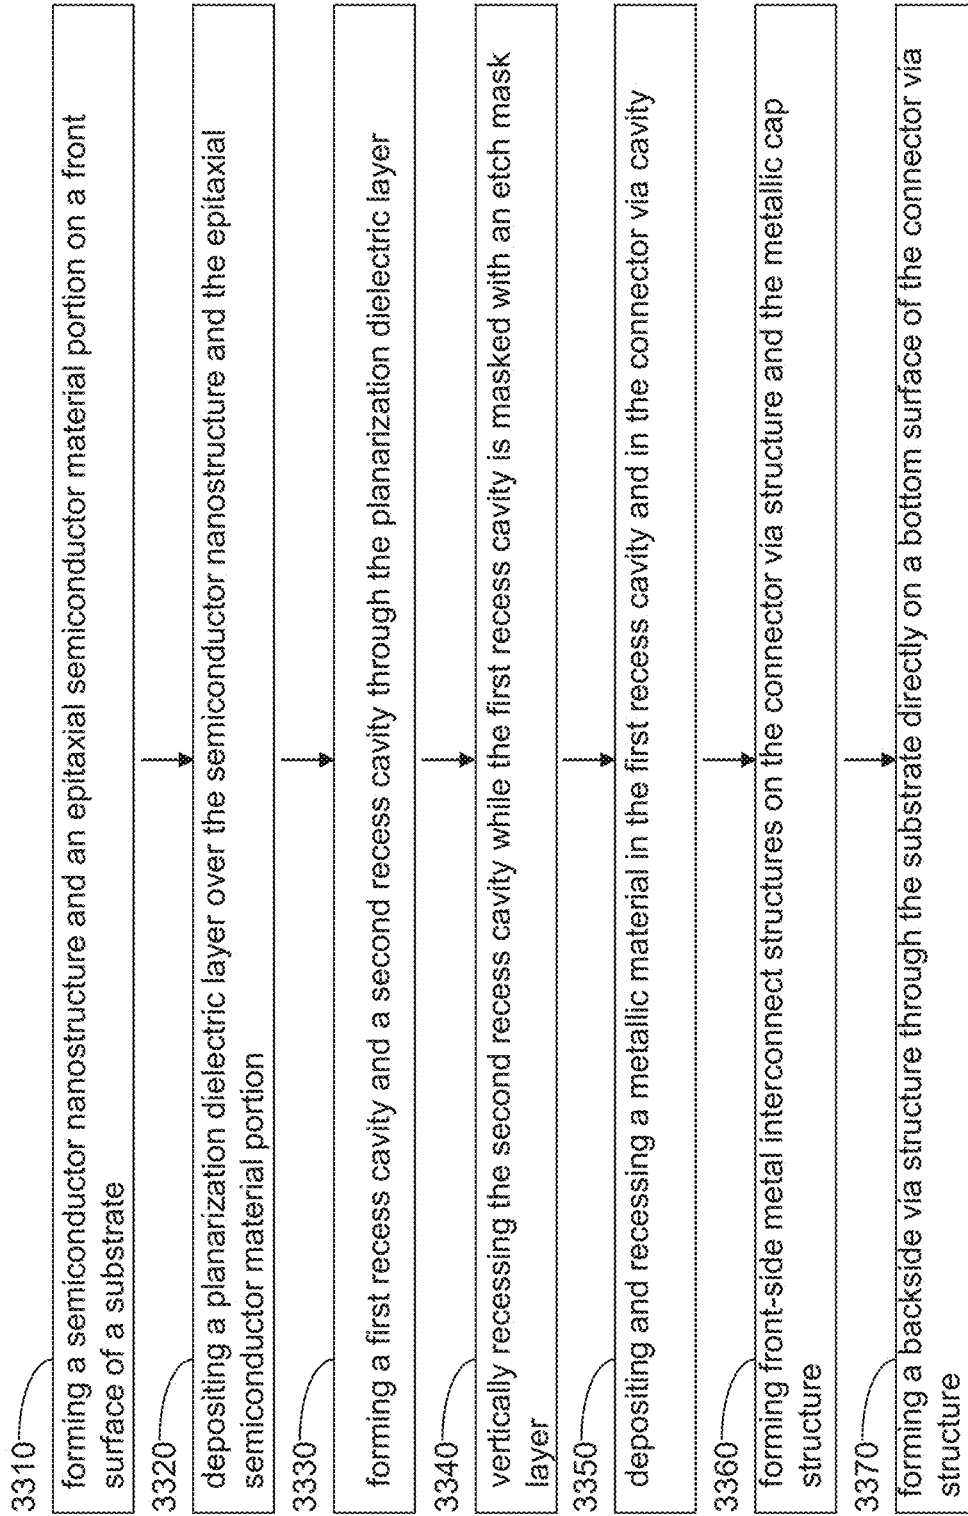 3310
forming a semiconductor nanostructure and an epitaxial semiconductor material portion on a front
surface of a substrate
3320
depositing a planarization dielectric layer over the semiconductor nanostructure and the epitaxial
semiconductor material portion
3330
forming a first recess cavity and a second recess cavity through the planarization dielectric layer
3340
vertically recessing the second recess cavity while the first recess cavity is masked with an etch mask
layer
3350
depositing and recessing a metallic material in the first recess cavity and in the connector via cavity
3360
forming front-side metal interconnect structures on the connector via structure and the metallic cap
structure
3370
forming a backside via structure through the substrate directly on a bottom surface of the connector via
structure